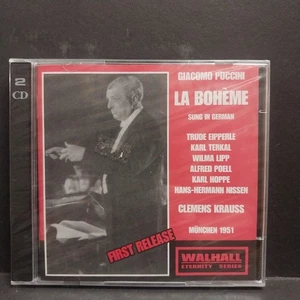 2
CD
GIACOMO PUCCINI
LA BOHÈME
SUNG IN GERMAN
TRUDE EIPPERLE
KARL TERKAL
WILMA LIPP
ALFRED POELL
KARL HOPPE
HANS-HERMANN NISSEN
CLEMENS KRAUSS
MÜNCHEN 1951
FIRST RELEASE
WALHALL
ETERNITY SERIES